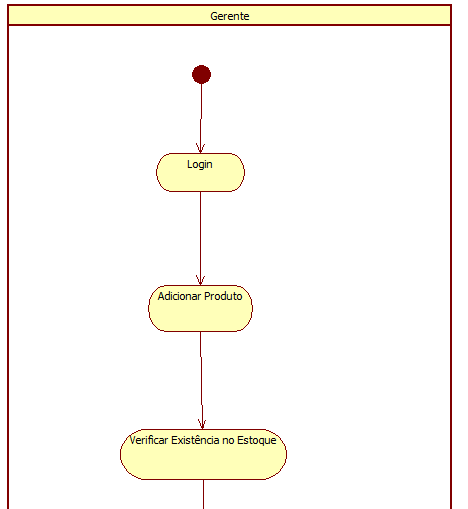 Gerente
Login
Adicionar Produto
Verificar Existência no Estoque